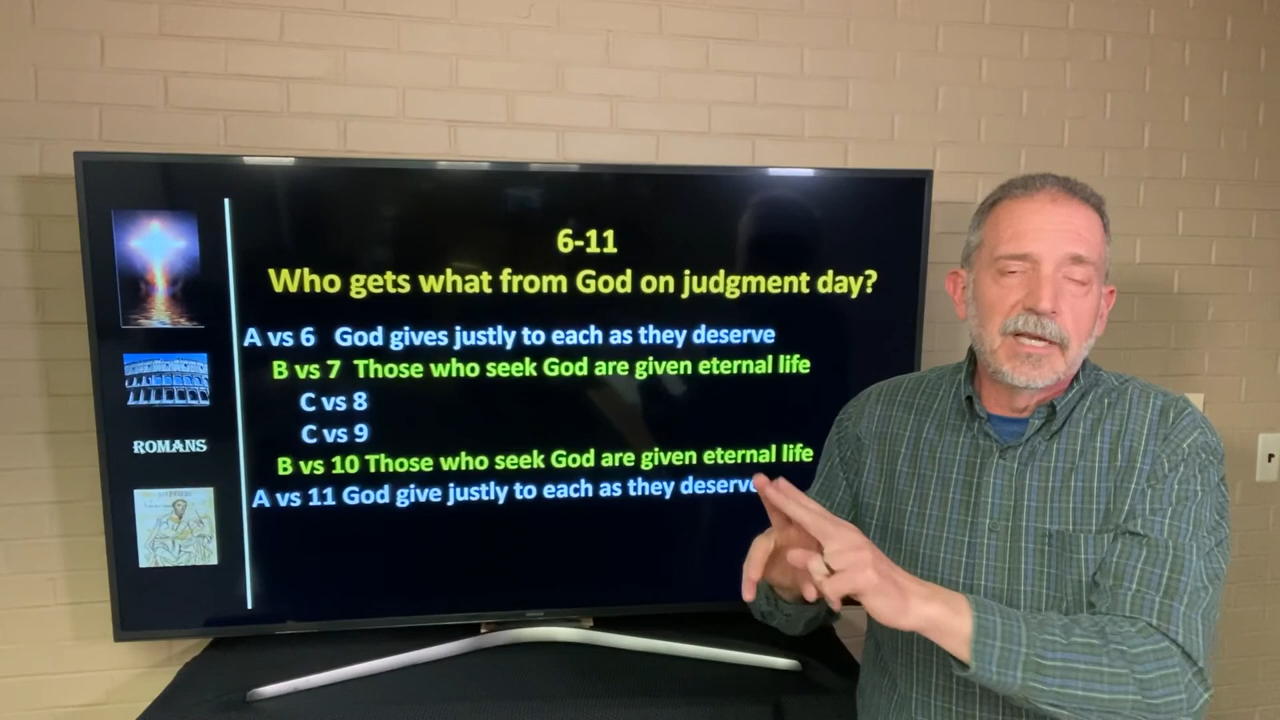 6-11
Who gets what from God on judgment day?
A vs 6 God gives justly to each as they deserve
B vs 7 Those who seek God are given eternal life
C vs 8
C vs 9
B vs 10 Those who seek God are given eternal life
A vs 11 God give justly to each as they deserve
ROMANS